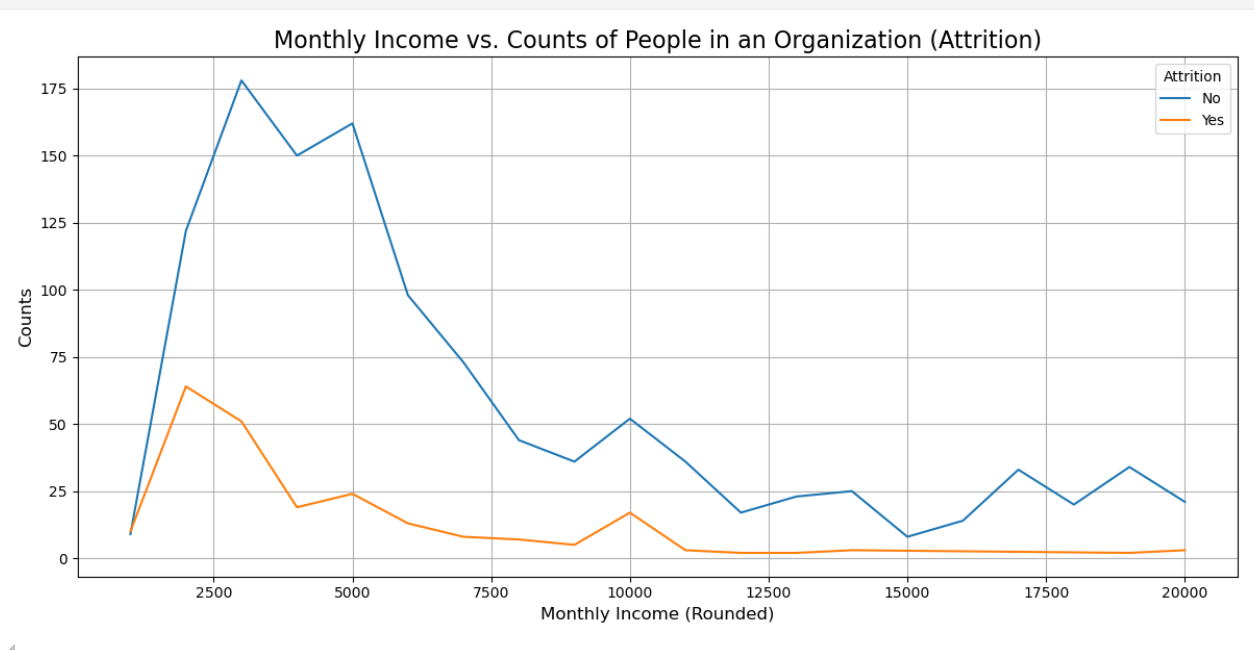 Monthly Income vs. Counts of People in an Organization (Attrition)
Attrition
No
Yes
175
150
125
100
75
50
25
0
Counts
2500 5000 7500 10000 12500 15000 17500 20000
Monthly Income (Rounded)